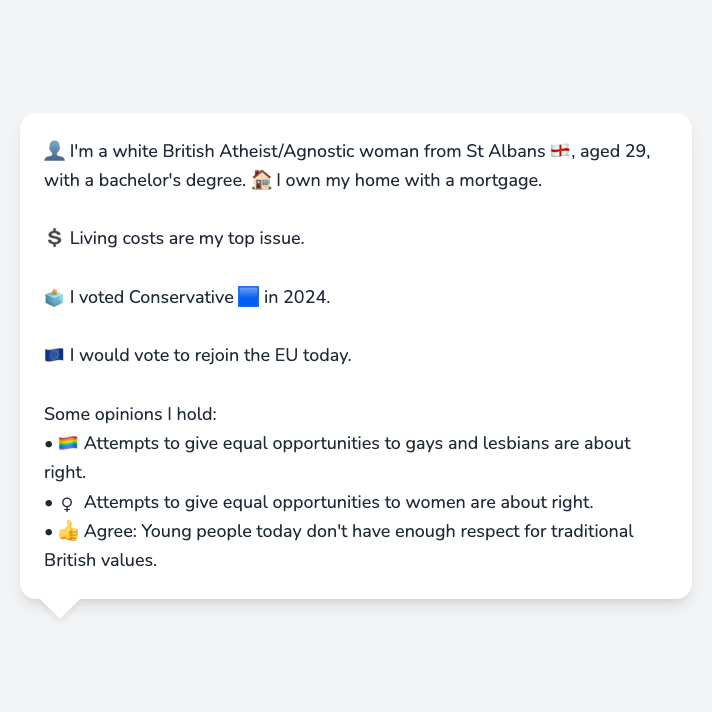 👤 I'm a white British Atheist/Agnostic woman from St Albans 🏴󠁧󠁢󠁥󠁮󠁧󠁿, aged 29,
with a bachelor's degree. 🏠 I own my home with a mortgage.
💲 Living costs are my top issue.
🗳️ I voted Conservative 🟦 in 2024.
🇪🇺 I would vote to rejoin the EU today.
Some opinions I hold:
• 🏳️‍🌈 Attempts to give equal opportunities to gays and lesbians are about
right.
• ♀ Attempts to give equal opportunities to women are about right.
• 👍 Agree: Young people today don't have enough respect for traditional
British values.